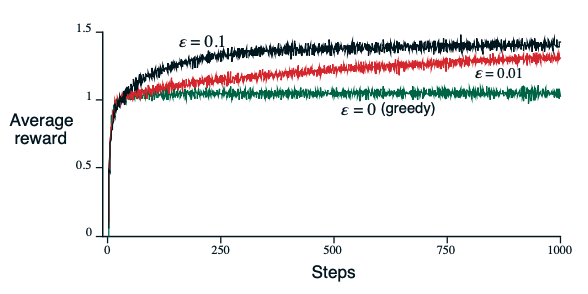 1.5
ε = 0.1
ε = 0.01
1
ε = 0 (greedy)
Average
reward
0.5
0
0
250
500
750
1000
Steps